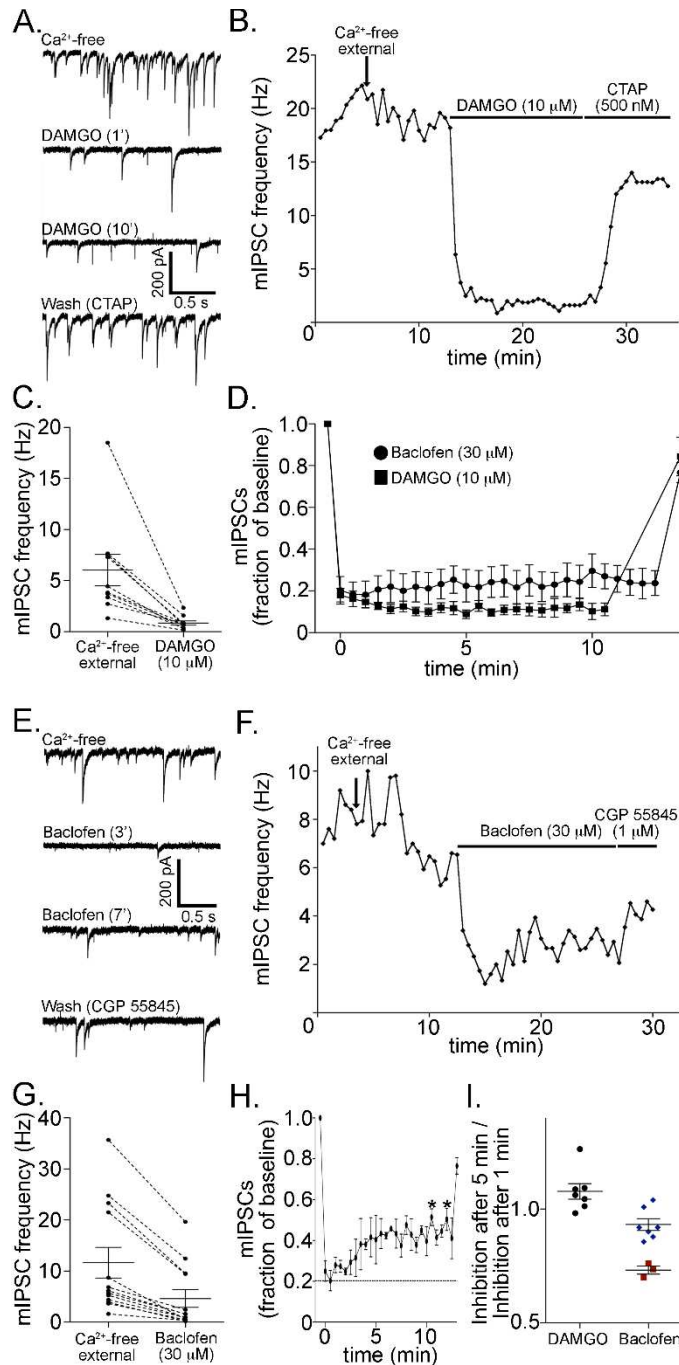 A.
Ca²⁺-free
DAMGO (1')
DAMGO (10')
200 pA
0.5 s
Wash (CTAP)
B.
Ca²⁺-free
external
DAMGO (10 µM)
CTAP
(500 nM)
mIPSC frequency (Hz)
25
20
15
10
5
0
0
10
20
30
time (min)
C.
mIPSC frequency (Hz)
20
15
10
5
0
Ca²⁺-free
external
DAMGO
(10 µM)
D.
mIPSCs
(fraction of baseline)
1.0
0.8
0.6
0.4
0.2
0
Baclofen (30 µM)
DAMGO (10 µM)
0
5
10
time (min)
E.
Ca²⁺-free
Baclofen (3')
200 pA
0.5 s
Baclofen (7')
Wash (CGP 55845)
F.
Ca²⁺-free
external
Baclofen (30 µM)
CGP 55845
(1 µM)
mIPSC frequency (Hz)
10
8
6
4
2
0
0
10
20
30
time (min)
G.
mIPSC frequency (Hz)
40
30
20
10
0
Ca²⁺-free
external
Baclofen
(30 µM)
H.
mIPSCs
(fraction of baseline)
1.0
0.8
0.6
0.4
0.2
0
* *
0
5
10
time (min)
I.
Inhibition after 5 min /
Inhibition after 1 min
1.0
0.5
DAMGO
Baclofen